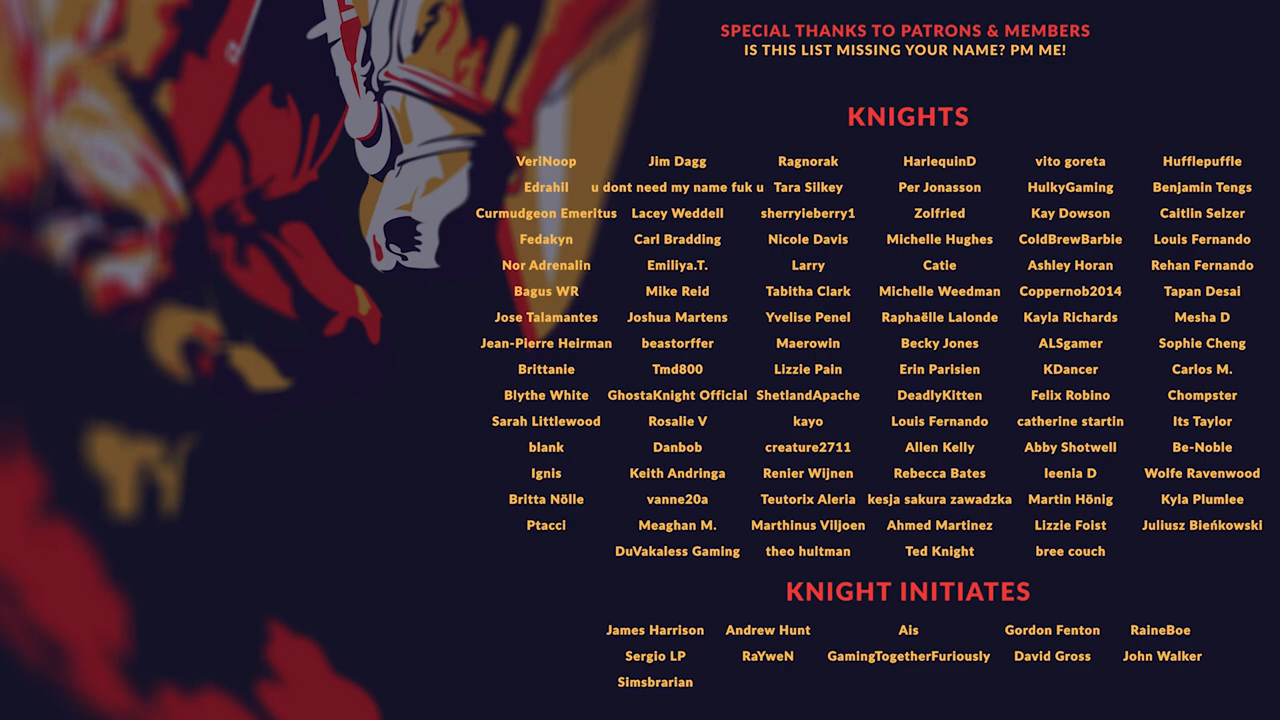 SPECIAL THANKS TO PATRONS & MEMBERS
IS THIS LIST MISSING YOUR NAME? PM ME!
KNIGHTS
VeriNoop Jim Dagg Ragnorak HarlequinD vito goreta Hufflepuffle
Edrahil u dont need my name fuk u Tara Silkey Per Jonasson HulkyGaming Benjamin Tengs
Curmudgeon Emeritus Lacey Weddell sherryieberry1 Zolfried Kay Dowson Caitlin Selzer
Fedakyn Carl Bradding Nicole Davis Michelle Hughes ColdBrewBarbie Louis Fernando
Nor Adrenalin Emiliya.T. Larry Catie Ashley Horan Rehan Fernando
Bagus WR Mike Reid Tabitha Clark Michelle Weedman Coppernob2014 Tapan Desai
Jose Talamantes Joshua Martens Yvelise Penel Raphaëlle Lalonde Kayla Richards Mesha D
Jean-Pierre Heirman beastorffer Maerowin Becky Jones ALSgamer Sophie Cheng
Brittanie Tmd800 Lizzie Pain Erin Parisien KDancer Carlos M.
Blythe White GhostaKnight Official ShetlandApache DeadlyKitten Felix Robino Chompster
Sarah Littlewood Rosalie V kayo Louis Fernando catherine startin Its Taylor
blank Danbob creature2711 Allen Kelly Abby Shotwell Be-Noble
Ignis Keith Andringa Renier Wijnen Rebecca Bates leenia D Wolfe Ravenwood
Britta Nölle vanne20a Teutorix Aleria kesja sakura zawadzka Martin Hönig Kyla Plumlee
Ptacci Meaghan M. Marthinus Viljoen Ahmed Martinez Lizzie Foist Juliusz Bieńkowski
DuVakaless Gaming theo hultman Ted Knight bree couch
KNIGHT INITIATES
James Harrison Andrew Hunt Ais Gordon Fenton RaineBoe
Sergio LP RaYweN GamingTogetherFuriously David Gross John Walker
Simsbrarian